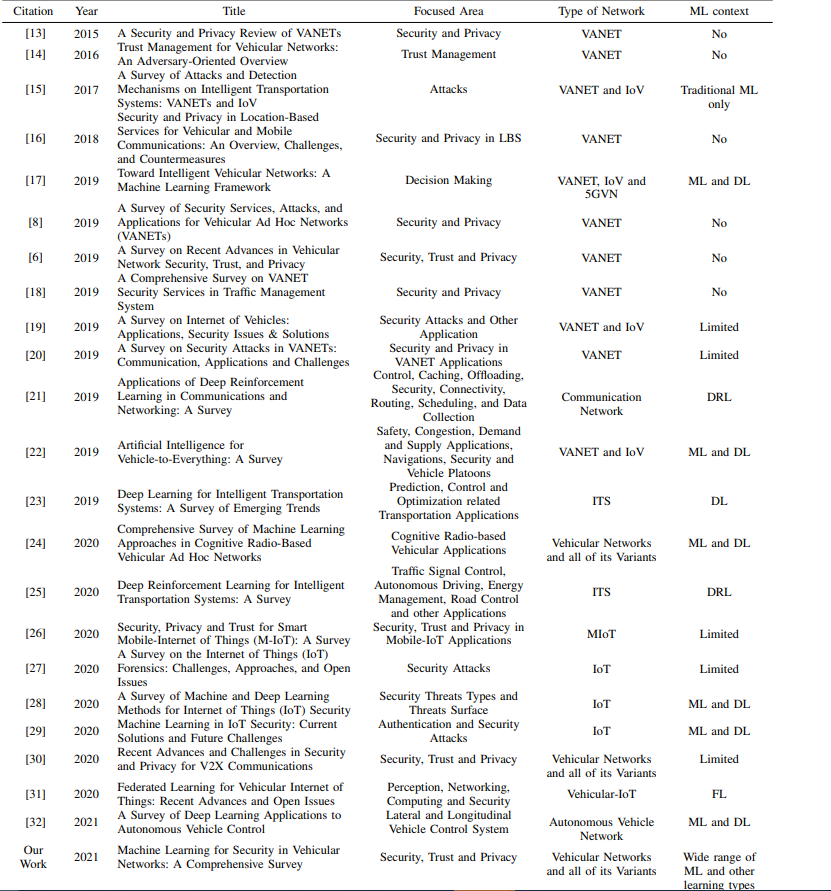 Citation Year Title Focused Area Type of Network ML context
[13] 2015 A Security and Privacy Review of VANETs Security and Privacy VANET No
[14] 2016 Trust Management for Vehicular Networks: Trust Management VANET No
An Adversary-Oriented Overview
[15] 2017 A Survey of Attacks and Detection Attacks VANET and IoV Traditional ML
Mechanisms on Intelligent Transportation only
Systems: VANETs and IoV
[16] 2018 Security and Privacy in Location-Based Security and Privacy in LBS VANET No
Services for Vehicular and Mobile
Communications: An Overview, Challenges,
and Countermeasures
[17] 2019 Toward Intelligent Vehicular Networks: A Decision Making VANET, IoV and ML and DL
Machine Learning Framework 5GVN
[8] 2019 A Survey of Security Services, Attacks, and Security and Privacy VANET No
Applications for Vehicular Ad Hoc Networks
(VANETs)
[6] 2019 A Survey on Recent Advances in Vehicular Security, Trust and Privacy VANET No
Network Security, Trust, and Privacy
[18] 2019 A Comprehensive Survey on VANET Security and Privacy VANET No
Security Services in Traffic Management
System
[19] 2019 A Survey on Internet of Vehicles: Security Attacks and Other VANET and IoV Limited
Applications, Security Issues & Solutions Application
[20] 2019 A Survey on Security Attacks in VANETs: Security and Privacy in VANET Limited
Communication, Applications and Challenges VANET Applications
[21] 2019 Applications of Deep Reinforcement Control, Caching, Offloading, Communication DRL
Learning in Communications and Security, Connectivity, Network
Networking: A Survey Routing, Scheduling, and Data
Collection
[22] 2019 Artificial Intelligence for Safety, Congestion, Demand VANET and IoV ML and DL
Vehicle-to-Everything: A Survey and Supply Applications,
Navigations, Security and
Vehicle Platoons
[23] 2019 Deep Learning for Intelligent Transportation Prediction, Control and ITS DL
Systems: A Survey of Emerging Trends Optimization related
Transportation Applications
[24] 2020 Comprehensive Survey of Machine Learning Cognitive Radio-based Vehicular Networks ML and DL
Approaches in Cognitive Radio-Based Vehicular Applications and all of its Variants
Vehicular Ad Hoc Networks
[25] 2020 Deep Reinforcement Learning for Intelligent Traffic Signal Control, ITS DRL
Transportation Systems: A Survey Autonomous Driving, Energy
Management, Road Control
and other Applications
[26] 2020 Security, Privacy and Trust for Smart Security, Trust and Privacy in MIoT Limited
Mobile-Internet of Things (M-IoT): A Survey Mobile-IoT Applications
[27] 2020 A Survey on the Internet of Things (IoT) Security Attacks IoT Limited
Forensics: Challenges, Approaches, and Open
Issues
[28] 2020 A Survey of Machine and Deep Learning Security Threats Types and IoT ML and DL
Methods for Internet of Things (IoT) Security Threats Surface
[29] 2020 Machine Learning in IoT Security: Current Authentication and Security IoT ML and DL
Solutions and Future Challenges Attacks
[30] 2020 Recent Advances and Challenges in Security Security, Trust and Privacy Vehicular Networks Limited
and Privacy for V2X Communications and all of its Variants
[31] 2020 Federated Learning for Vehicular Internet of Perception, Networking, Vehicular-IoT FL
Things: Recent Advances and Open Issues Computing and Security
[32] 2021 A Survey of Deep Learning Applications to Lateral and Longitudinal Autonomous Vehicle ML and DL
Autonomous Vehicle Control Vehicle Control System Network
Our 2021 Machine Learning for Security in Vehicular Security, Trust and Privacy Vehicular Networks Wide range of
Work Networks: A Comprehensive Survey and all of its Variants ML and other
learning types